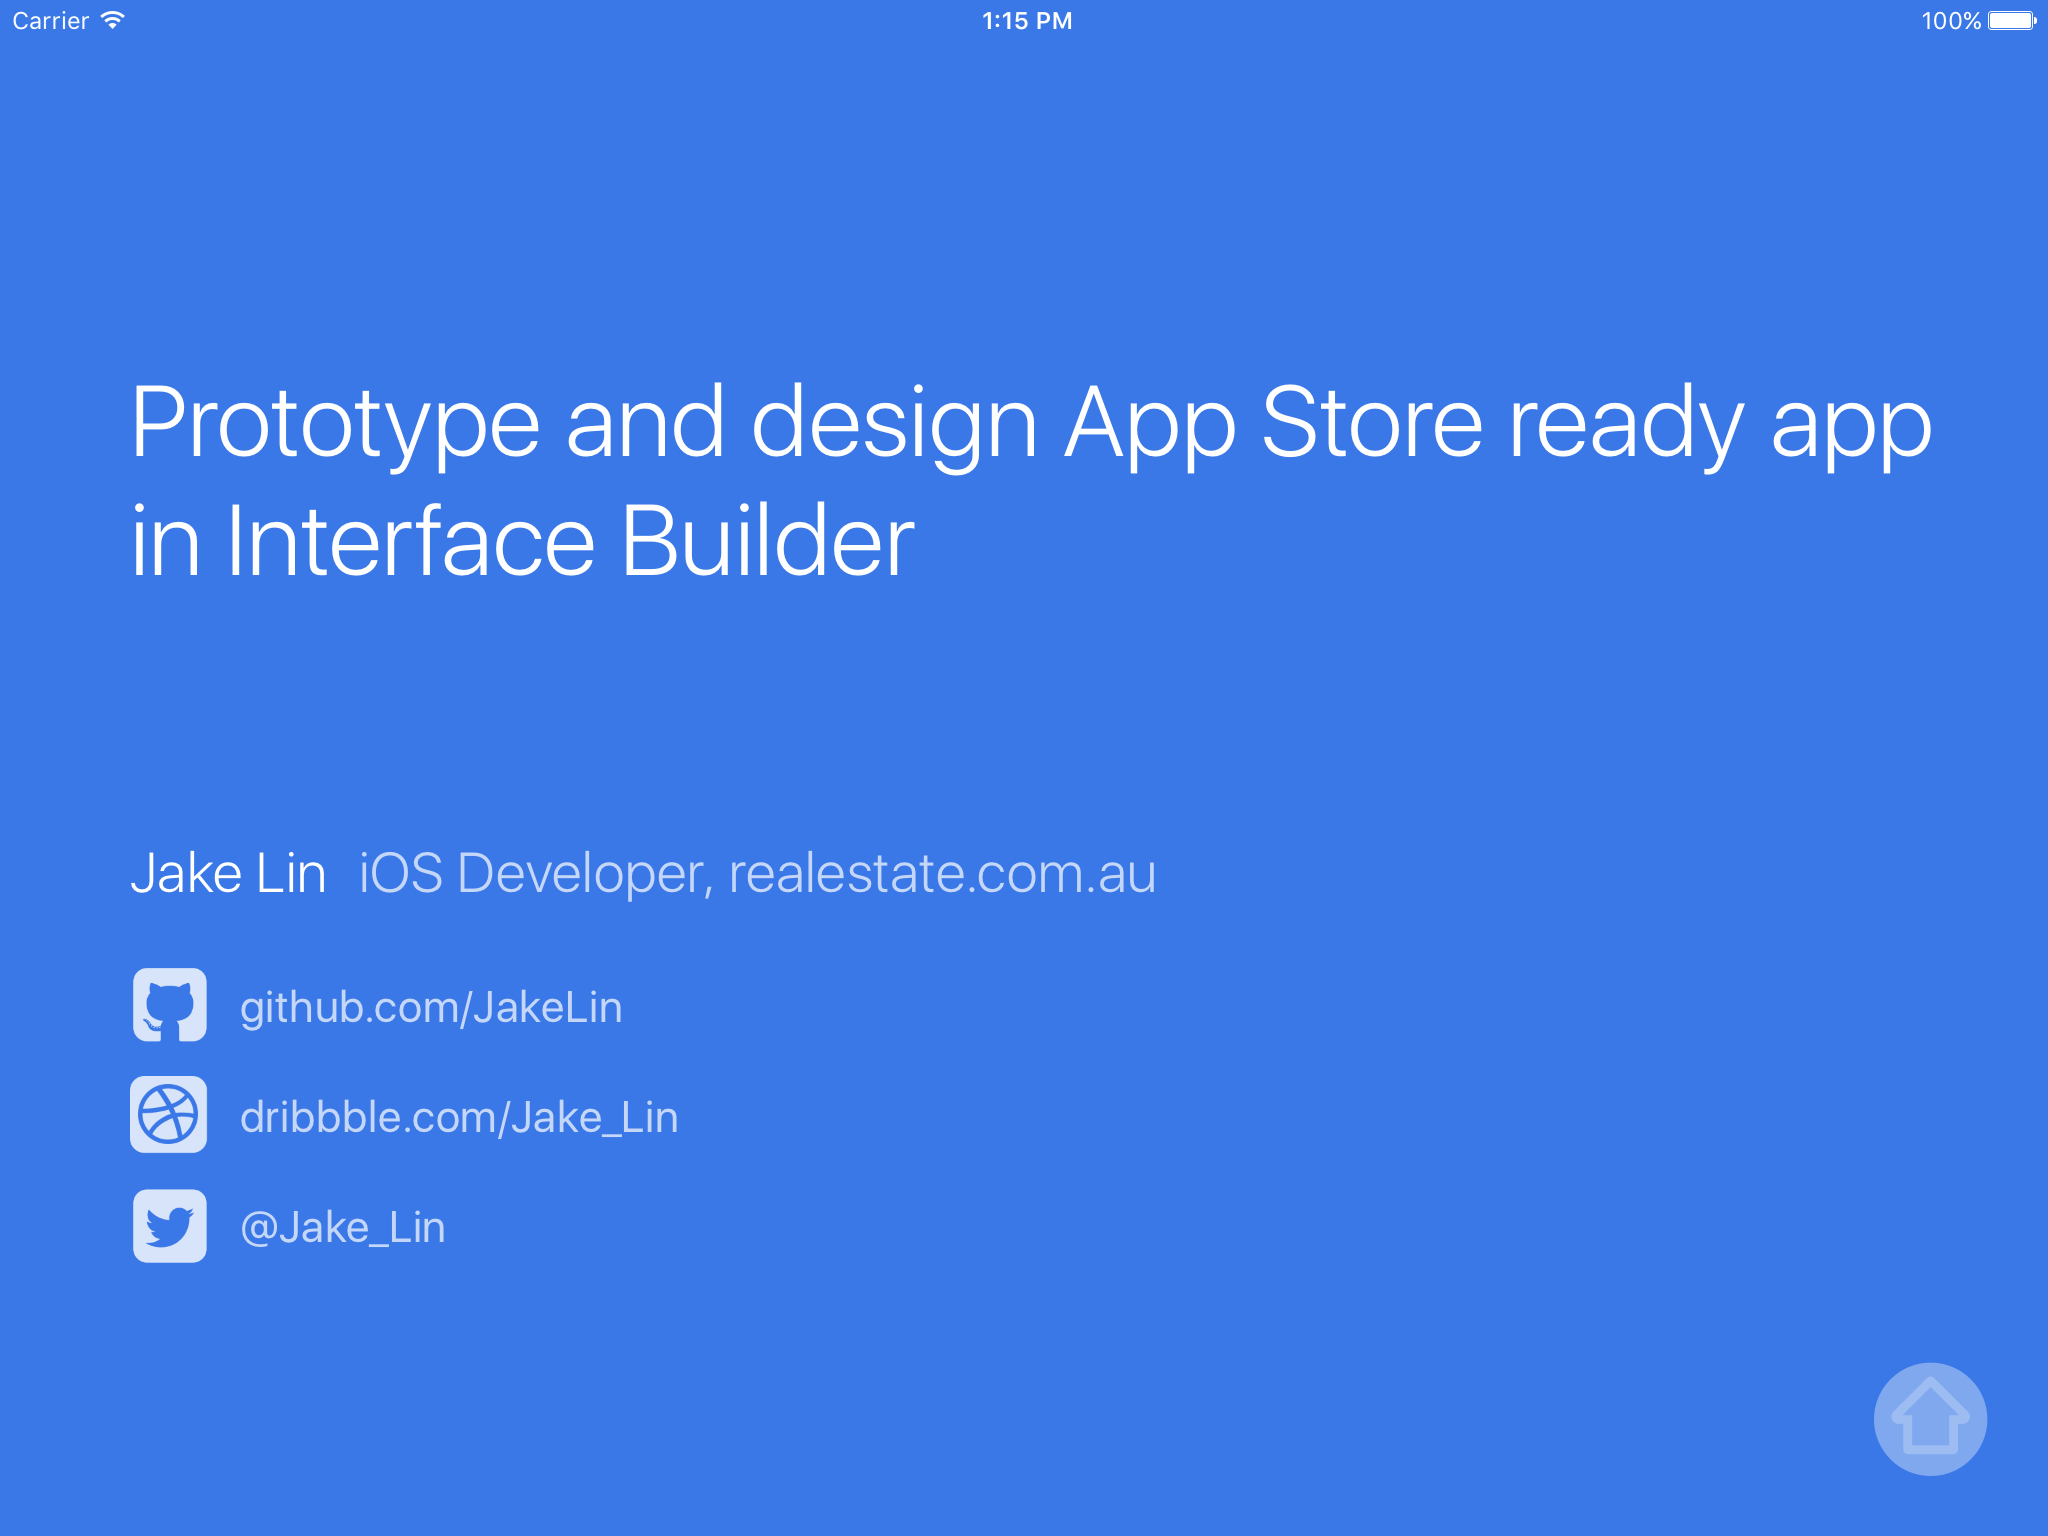 Carrier 1:15 PM 100%
Prototype and design App Store ready app
in Interface Builder
Jake Lin iOS Developer, realestate.com.au
github.com/JakeLin
dribbble.com/Jake_Lin
@Jake_Lin